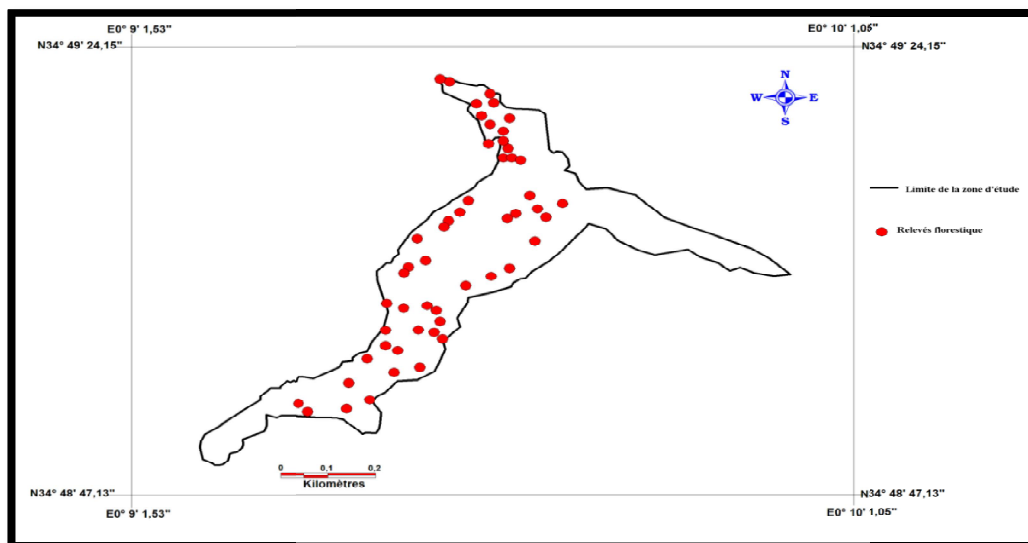 E0° 9' 1,53"
E0° 10' 1,05"
N34° 49' 24,15"
N34° 49' 24,15"
N
W E
S
Limite de la zone d'étude
Relevés florestique
0 0,1 0,2
Kilomètres
N34° 48' 47,13"
N34° 48' 47,13"
E0° 9' 1.53"
E0° 10' 1,05"